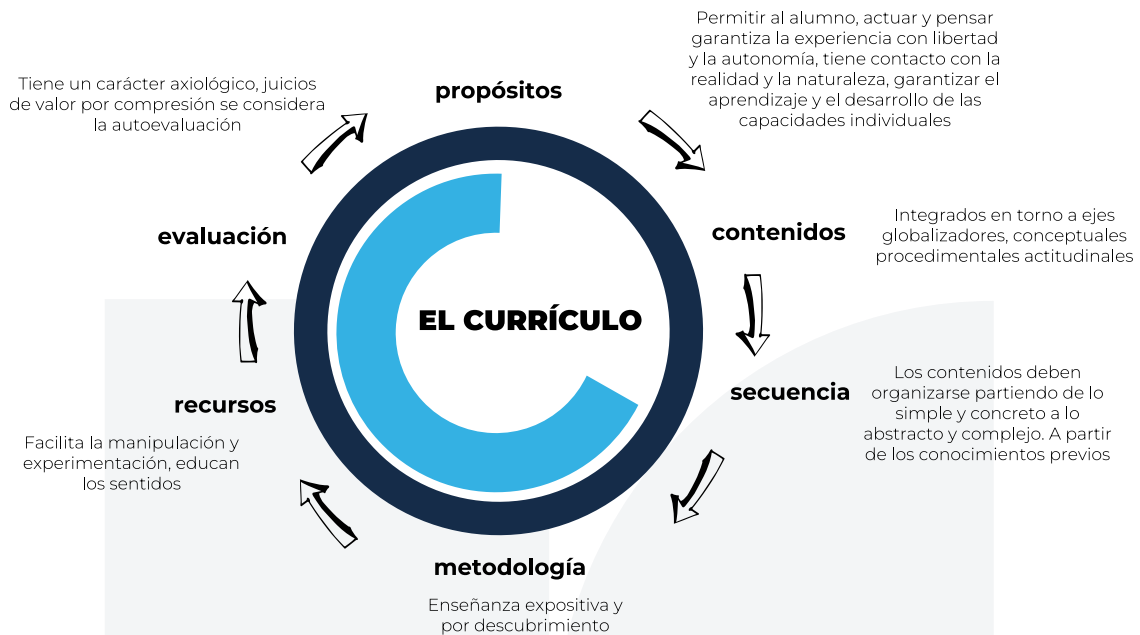 propósitos
Permitir al alumno, actuar y pensar
garantiza la experiencia con libertad
y la autonomía, tiene contacto con la
realidad y la naturaleza, garantizar el
aprendizaje y el desarrollo de las
capacidades individuales
contenidos
Integrados en torno a ejes
globalizadores, conceptuales
procedimentales actitudinales
secuencia
Los contenidos deben
organizarse partiendo de lo
simple y concreto a lo
abstracto y complejo. A partir
de los conocimientos previos
metodología
Enseñanza expositiva y
por descubrimiento
recursos
Facilita la manipulación y
experimentación, educan
los sentidos
evaluación
Tiene un carácter axiológico, juicios
de valor por compresión se considera
la autoevaluación
EL CURRÍCULO